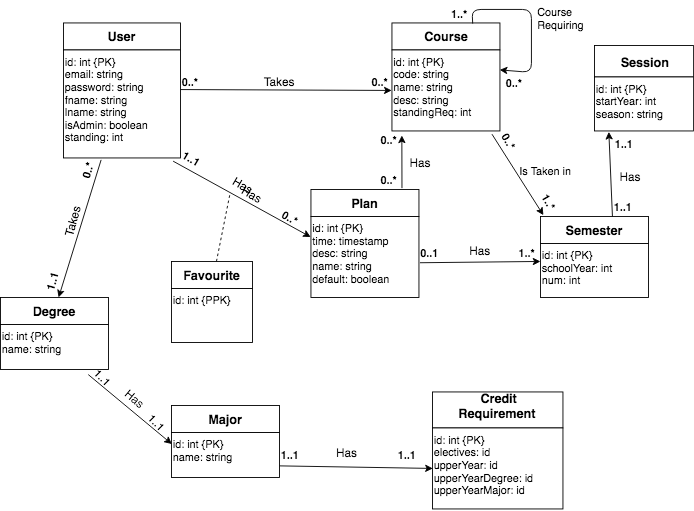 User
id: int {PK}
email: string
password: string
fname: string
lname: string
isAdmin: boolean
standing: int
0..*
Takes
0..*
Course
id: int {PK}
code: string
name: string
desc: string
standingReq: int
1..*
Course
Requiring
0..*
Session
id: int {PK}
startYear: int
season: string
1..1
Has
1..1
0..*
Is Taken in
1..*
0..*
Has
0..*
1..1
Has
Has
0..*
0..*
Takes
1..1
Plan
id: int {PK}
time: timestamp
desc: string
name: string
default: boolean
0..1
Has
1..*
Semester
id: int {PK}
schoolYear: int
num: int
Favourite
id: int {PPK}
Degree
id: int {PK}
name: string
1..1
Has
1..1
Major
id: int {PK}
name: string
1..1
Has
1..1
Credit
Requirement
id: int {PK}
electives: id
upperYear: id
upperYearDegree: id
upperYearMajor: id